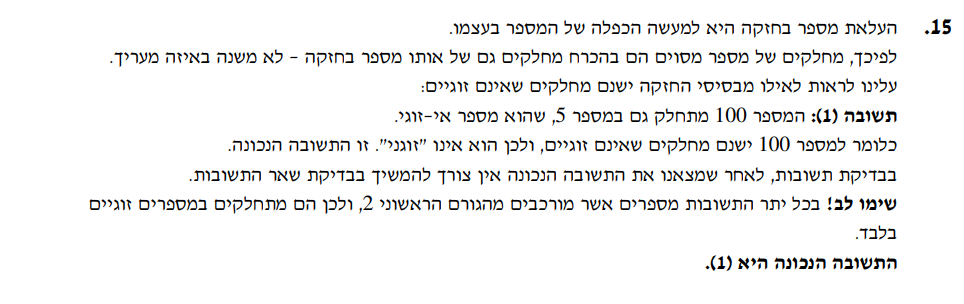 15. העלאת מספר בחזקה היא למעשה הכפלה של המספר בעצמו.
לפיכך, מחלקים של מספר מסוים הם בהכרח מחלקים גם של אותו מספר בחזקה - לא משנה באיזה מעריך.
עלינו לראות לאילו מבסיסי החזקה ישנם מחלקים שאינם זוגיים:
תשובה (1): המספר 100 מתחלק גם במספר 5, שהוא מספר אי-זוגי.
כלומר למספר 100 ישנם מחלקים שאינם זוגיים, ולכן הוא אינו "זוגני". זו התשובה הנכונה.
בבדיקת תשובות, לאחר שמצאנו את התשובה הנכונה אין צורך להמשיך בבדיקת שאר התשובות.
שימו לב! בכל יתר התשובות מספרים אשר מורכבים מהגורם הראשוני 2, ולכן הם מתחלקים במספרים זוגיים
בלבד.
התשובה הנכונה היא (1).